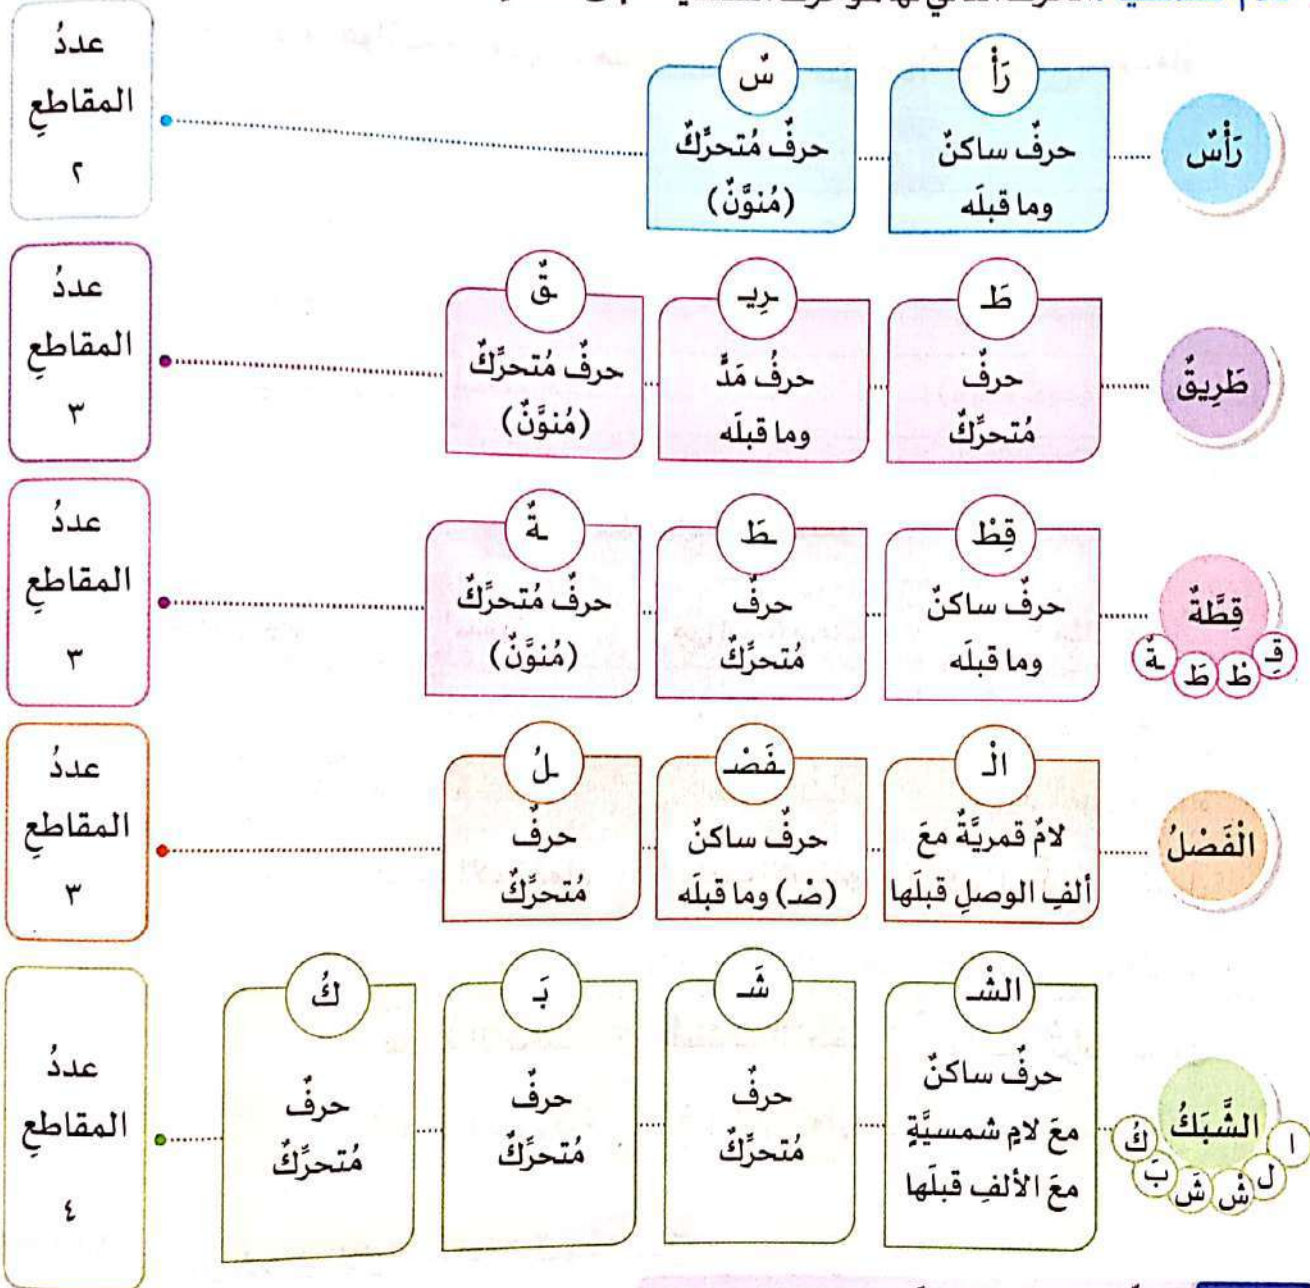 رَأْسٌ
رَأْ
حرفٌ ساكنٌ
وما قبلَه
سٌ
حرفٌ مُتحرِّكٌ
(مُنوَّنٌ)
عددُ
المقاطعِ
٢
طَرِيقٌ
طَـ
حرفٌ
مُتحرِّكٌ
ـرِيـ
حرفُ مَدٍّ
وما قبلَه
ـقٌ
حرفٌ مُتحرِّكٌ
(مُنوَّنٌ)
عددُ
المقاطعِ
٣
قِطَّةٌ
قِـ طْ طَ ـةٌ
قِطْ
حرفٌ ساكنٌ
وما قبلَه
ـطَـ
حرفٌ
مُتحرِّكٌ
ـةٌ
حرفٌ مُتحرِّكٌ
(مُنوَّنٌ)
عددُ
المقاطعِ
٣
الْفَصْلُ
الْـ
لامٌ قمريَّةٌ معَ
ألفِ الوصلِ قبلَها
ـفَصْـ
حرفٌ ساكنٌ
(صْـ) وما قبلَه
ـلُ
حرفٌ
مُتحرِّكٌ
عددُ
المقاطعِ
٣
الشَّبَكُ
ا ل شْ شَ بَ كُ
الشْـ
حرفٌ ساكنٌ
معَ لامٍ شمسيَّةٍ
معَ الألفِ قبلَها
شَـ
حرفٌ
مُتحرِّكٌ
بَـ
حرفٌ
مُتحرِّكٌ
كُ
حرفٌ
مُتحرِّكٌ
عددُ
المقاطعِ
٤